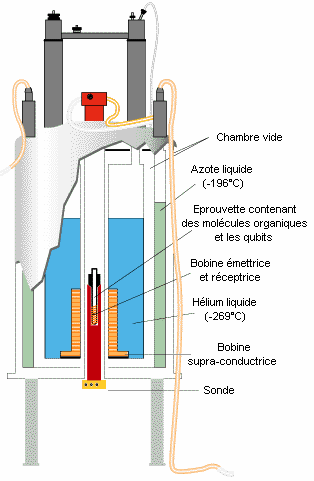 Chambre vide
Azote liquide
(-196°C)
Eprouvette contenant
des molécules organiques
et les qubits
Bobine émettrice
et réceptrice
Hélium liquide
(-269°C)
Bobine
supra-conductrice
Sonde